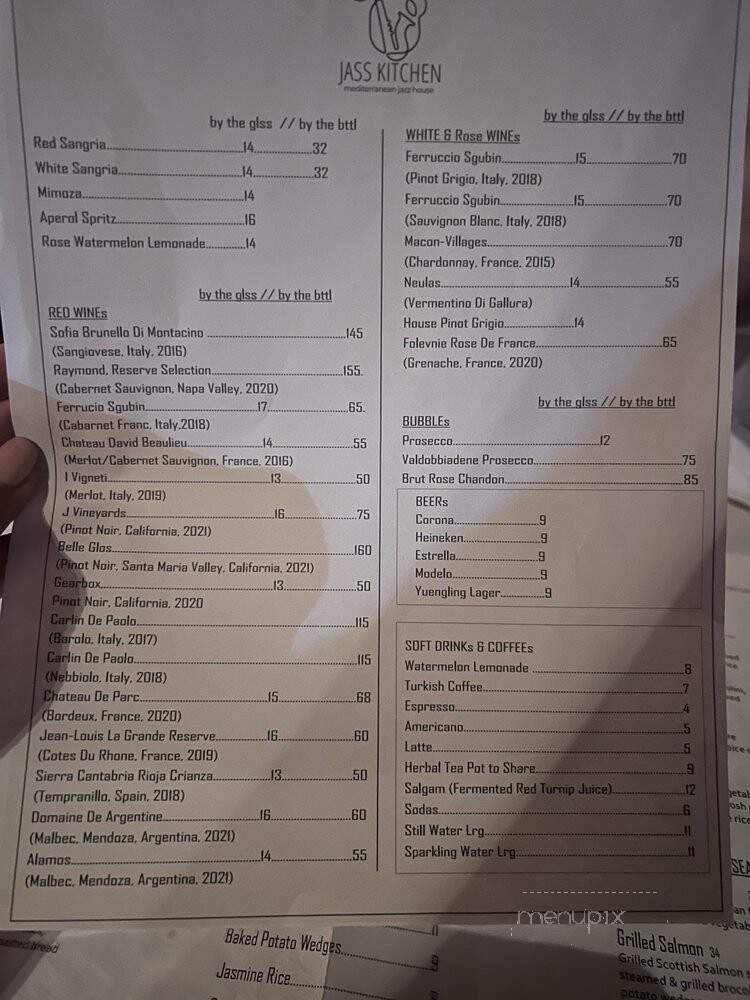 JASS KITCHEN
mediterranean jazz house
by the glss // by the bttl
Red Sangria 14 32
White Sangria 14 32
Mimoza 14
Aperol Spritz 16
Rose Watermelon Lemonade 14
by the glss // by the bttl
RED WINEs
Sofia Brunello Di Montacino 145
(Sangiovese, Italy, 2016)
Raymond, Reserve Selection 155.
(Cabernet Sauvignon, Napa Valley, 2020)
Ferrucio Sgubin 17 65.
(Cabarnet Franc, Italy,2018)
Chateau David Beaulieu 14 55
(Merlot/Cabernet Sauvignon, France, 2016)
I Vigneti 13 50
(Merlot, Italy, 2019)
J Vineyards 16 75
(Pinot Noir, California, 2021)
Belle Glos 160
(Pinot Noir, Santa Maria Valley, California, 2021)
Gearbox 13 50
Pinot Noir, California, 2020
Carlin De Paolo 115
(Barolo, Italy, 2017)
Carlin De Paolo 115
(Nebbiolo, Italy, 2018)
Chateau De Parc 15 68
(Bordeux, France, 2020)
Jean-Louis La Grande Reserve 16 60
(Cotes Du Rhone, France, 2019)
Sierra Cantabria Rioja Crianza 13 50
(Tempranillo, Spain, 2018)
Domaine De Argentine 16 60
(Malbec, Mendoza, Argentina, 2021)
Alamos 14 55
(Malbec, Mendoza, Argentina, 2021)
by the glss // by the bttl
WHITE & Rose WINEs
Ferruccio Sgubin 15 70
(Pinot Grigio, Italy, 2018)
Ferruccio Sgubin 15 70
(Sauvignon Blanc, Italy, 2018)
Macon-Villages 70
(Chardonnay, France, 2015)
Neulas 14 55
(Vermentino Di Gallura)
House Pinot Grigio 14
Folevnie Rose De France 65
(Grenache, France, 2020)
by the glss // by the bttl
BUBBLEs
Prosecco 12
Valdobbiadene Prosecco 75
Brut Rose Chandon 85
BEERs
Corona 9
Heineken 9
Estrella 9
Modelo 9
Yuengling Lager 9
SOFT DRINKs & COFFEEs
Watermelon Lemonade 8
Turkish Coffee 7
Espresso 4
Americano 5
Latte 5
Herbal Tea Pot to Share 9
Salgam (Fermented Red Turnip Juice) 12
Sodas 6
Still Water Lrg 11
Sparkling Water Lrg 11
menupix
bread
Baked Potato Wedges 9
Jasmine Rice 9
Grilled Salmon 34
Grilled Scottish Salmon
steamed & grilled
potato